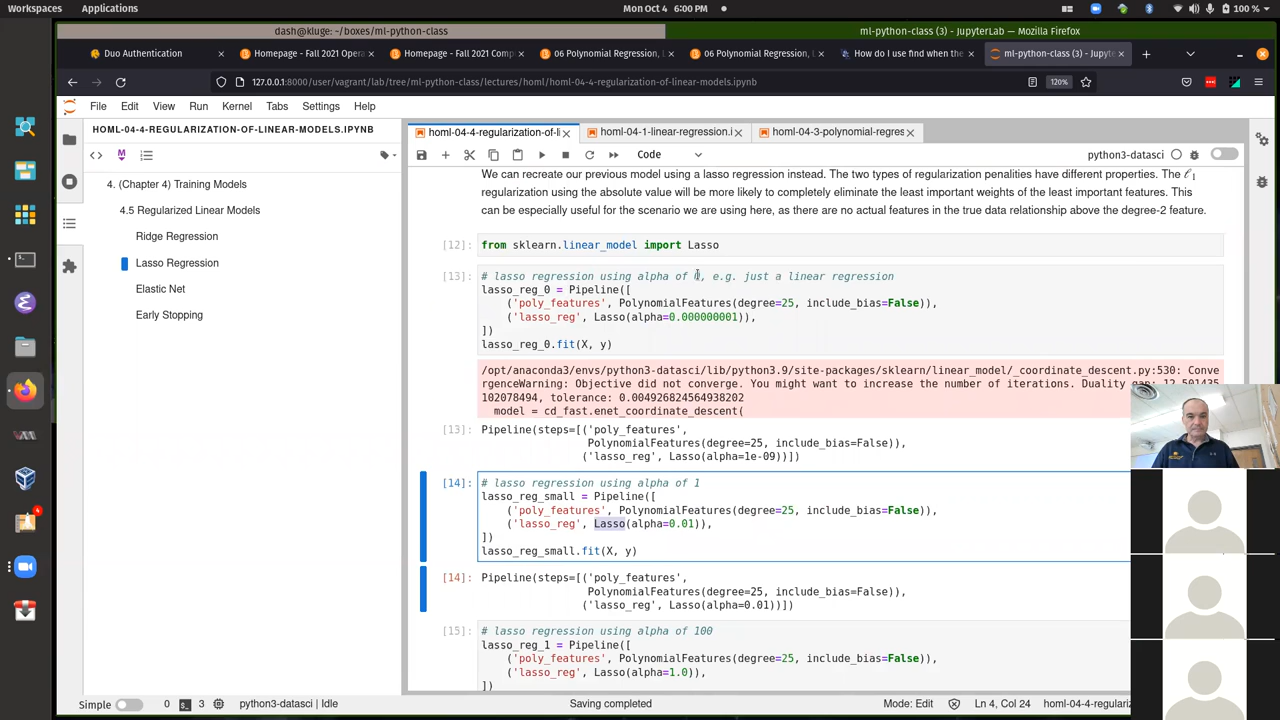 Workspaces
Applications
Mon Oct 4 6:00 PM
100 %
dash@kluge: ~/boxes/ml-python-class
ml-python-class (3) - JupyterLab — Mozilla Firefox
Duo Authentication
Homepage - Fall 2021 Opera
Homepage - Fall 2021 Comp
06 Polynomial Regression, L
06 Polynomial Regression, L
How do I use find when the
ml-python-class (3) - Jupyte
127.0.0.1:8000/user/vagrant/lab/tree/ml-python-class/lectures/homl/homl-04-4-regularization-of-linear-models.ipynb
120%
File Edit View Run Kernel Tabs Settings Help
HOML-04-4-REGULARIZATION-OF-LINEAR-MODELS.IPYNB
4. (Chapter 4) Training Models
4.5 Regularized Linear Models
Ridge Regression
Lasso Regression
Elastic Net
Early Stopping
homl-04-4-regularization-of-li
homl-04-1-linear-regression.i
homl-04-3-polynomial-regres
Code
python3-datasci
We can recreate our previous model using a lasso regression instead. The two types of regularization penalities have different properties. The ℓ1
regularization using the absolute value will be more likely to completely eliminate the least important weights of the least important features. This
can be especially useful for the scenario we are using here, as there are no actual features in the true data relationship above the degree-2 feature.
[12]: from sklearn.linear_model import Lasso
[13]: # lasso regression using alpha of 0, e.g. just a linear regression
lasso_reg_0 = Pipeline([
('poly_features', PolynomialFeatures(degree=25, include_bias=False)),
('lasso_reg', Lasso(alpha=0.000000001)),
])
lasso_reg_0.fit(X, y)
/opt/anaconda3/envs/python3-datasci/lib/python3.9/site-packages/sklearn/linear_model/_coordinate_descent.py:530: Conve
rgenceWarning: Objective did not converge. You might want to increase the number of iterations. Duality gap: 12.501435
102078494, tolerance: 0.004926824564938202
model = cd_fast.enet_coordinate_descent(
[13]: Pipeline(steps=[('poly_features',
PolynomialFeatures(degree=25, include_bias=False)),
('lasso_reg', Lasso(alpha=1e-09))])
[14]: # lasso regression using alpha of 1
lasso_reg_small = Pipeline([
('poly_features', PolynomialFeatures(degree=25, include_bias=False)),
('lasso_reg', Lasso(alpha=0.01)),
])
lasso_reg_small.fit(X, y)
[14]: Pipeline(steps=[('poly_features',
PolynomialFeatures(degree=25, include_bias=False)),
('lasso_reg', Lasso(alpha=0.01))])
[15]: # lasso regression using alpha of 100
lasso_reg_1 = Pipeline([
('poly_features', PolynomialFeatures(degree=25, include_bias=False)),
('lasso_reg', Lasso(alpha=1.0)),
])
Simple 0 3 python3-datasci | Idle
Saving completed
Mode: Edit
Ln 4, Col 24
homl-04-4-regulariz